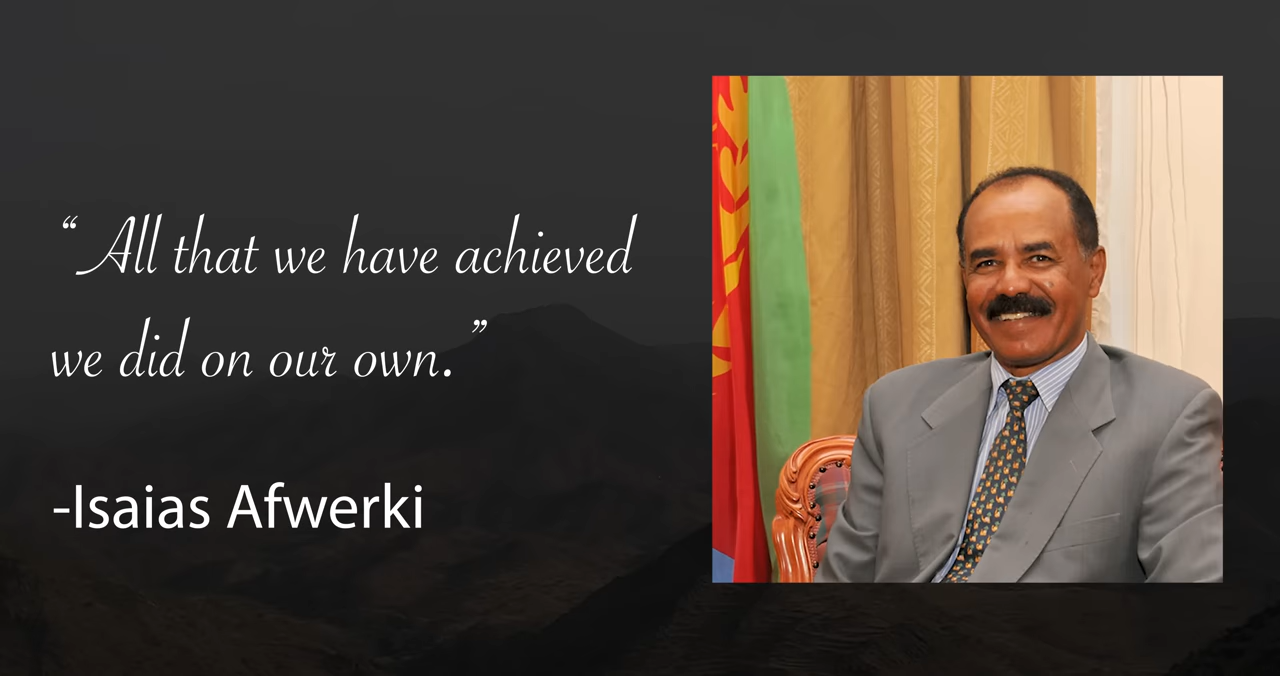 “ All that we have achieved
we did on our own. ”
-Isaias Afwerki